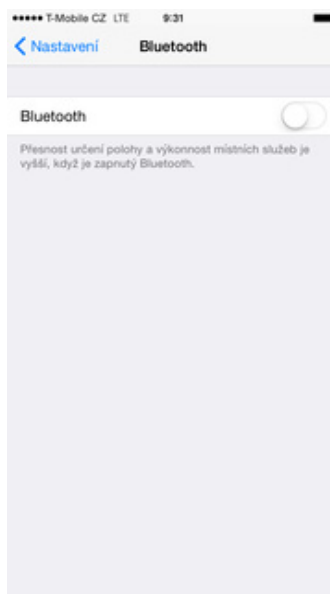 T-Mobile CZ LTE 9:31
Nastavení Bluetooth
Bluetooth
Přesnost určení polohy a výkonnost místních služeb je
vyšší, když je zapnutý Bluetooth.